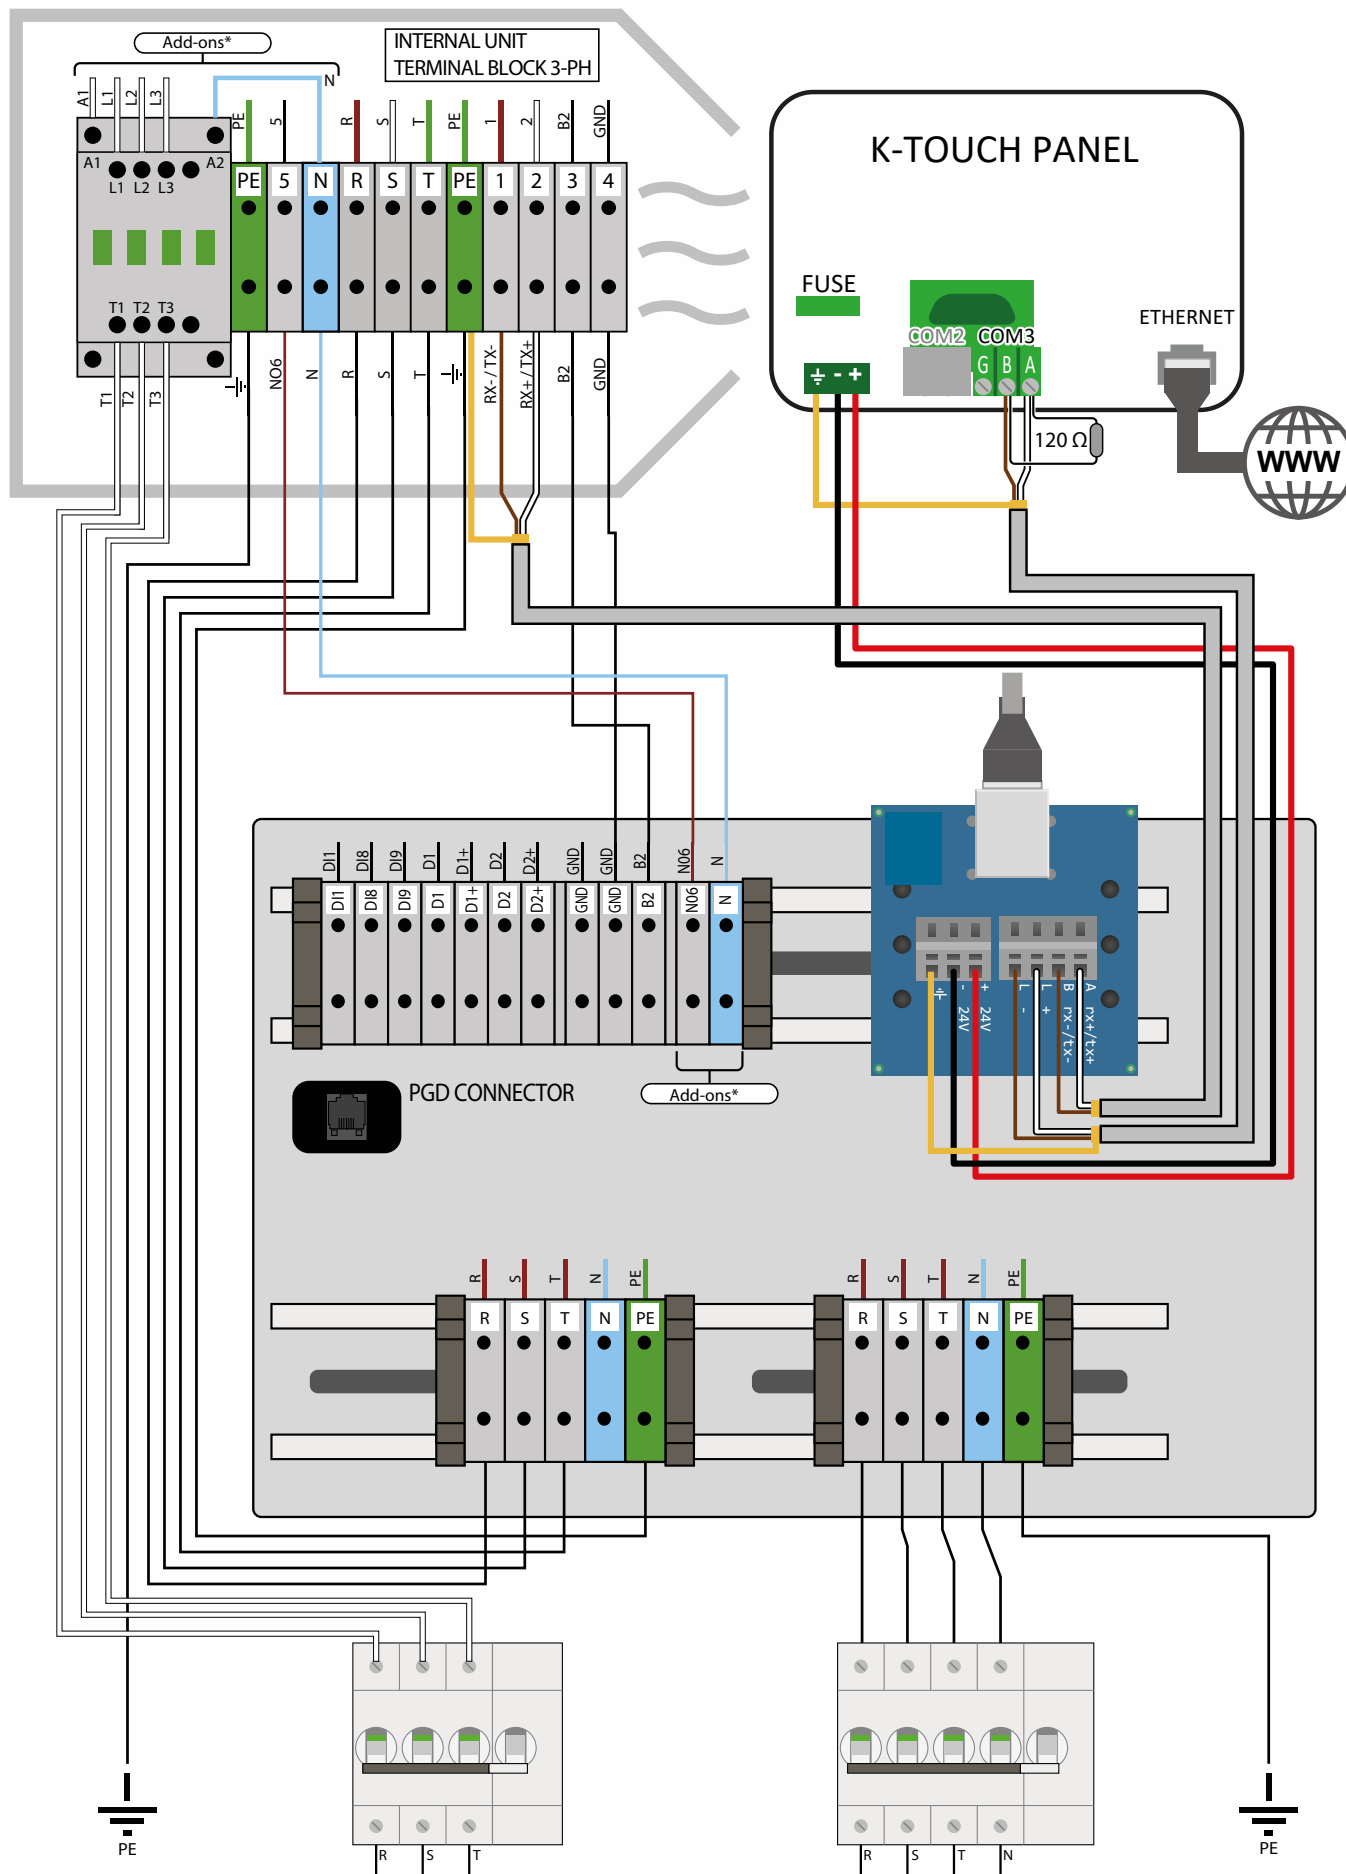 Add-ons*
INTERNAL UNIT
TERMINAL BLOCK 3-PH
N
A1
L1
L2
L3
PE
5
R
S
T
PE
1
2
B2
GND
A1
A2
L1 L2 L3
PE 5 N R S T PE 1 2 3 4
T1 T2 T3
T1
T2
T3
NO6
N
R
S
T
RX-/TX-
RX+/TX+
B2
GND
K-TOUCH PANEL
FUSE
COM2 COM3
G B A
- +
ETHERNET
120 Ω
WWW
DI1
DI8
DI9
D1
D1+
D2
D2+
GND
GND
B2
N06
N
DI1
DI8
DI9
D1
D1+
D2
D2+
GND
GND
B2
N06
N
- 24V
+ 24V
L -
L +
B rx-/tx-
A rx+/tx+
PGD CONNECTOR
Add-ons*
R
S
T
N
PE
R S T N PE
R
S
T
N
PE
R S T N PE
PE
R S T
R S T N
PE